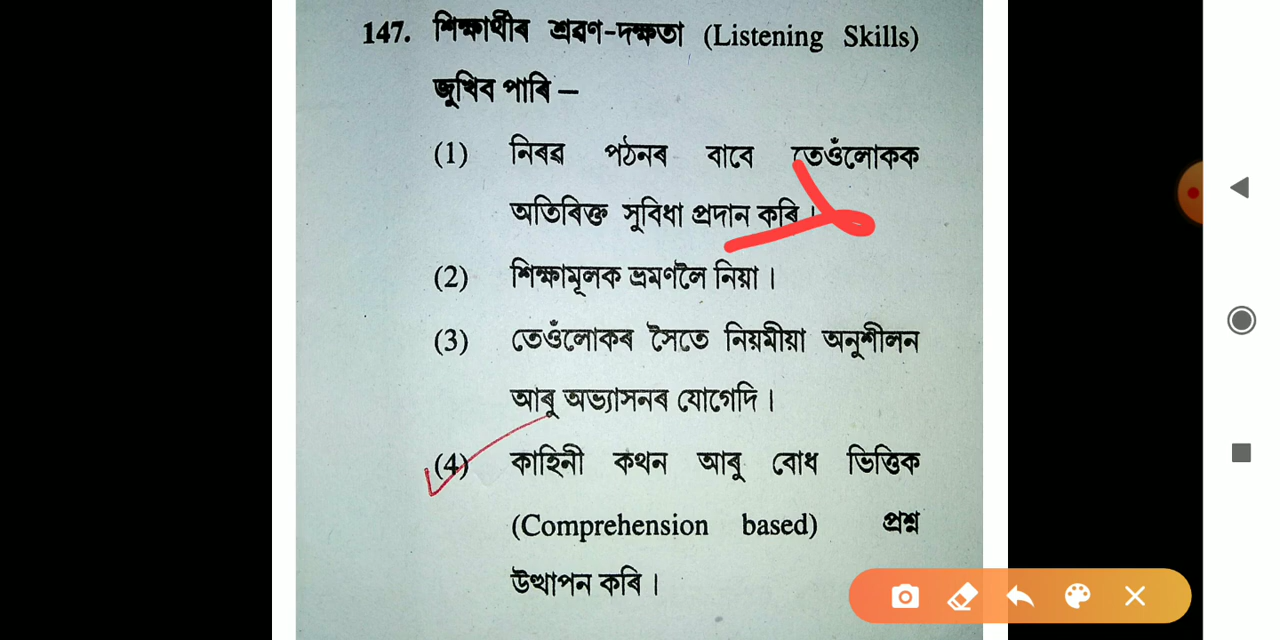 147. শিক্ষাৰ্থীৰ শ্ৰৱণ-দক্ষতা (Listening Skills)
জুখিব পাৰি –
(1) নিৰৱ পঠনৰ বাবে তেওঁলোকক
অতিৰিক্ত সুবিধা প্ৰদান কৰি।
(2) শিক্ষামূলক ভ্ৰমণলৈ নিয়া।
(3) তেওঁলোকৰ সৈতে নিয়মীয়া অনুশীলন
আৰু অভ্যাসনৰ যোগেদি।
(4) কাহিনী কথন আৰু বোধ ভিত্তিক
(Comprehension based) প্ৰশ্ন
উত্থাপন কৰি।